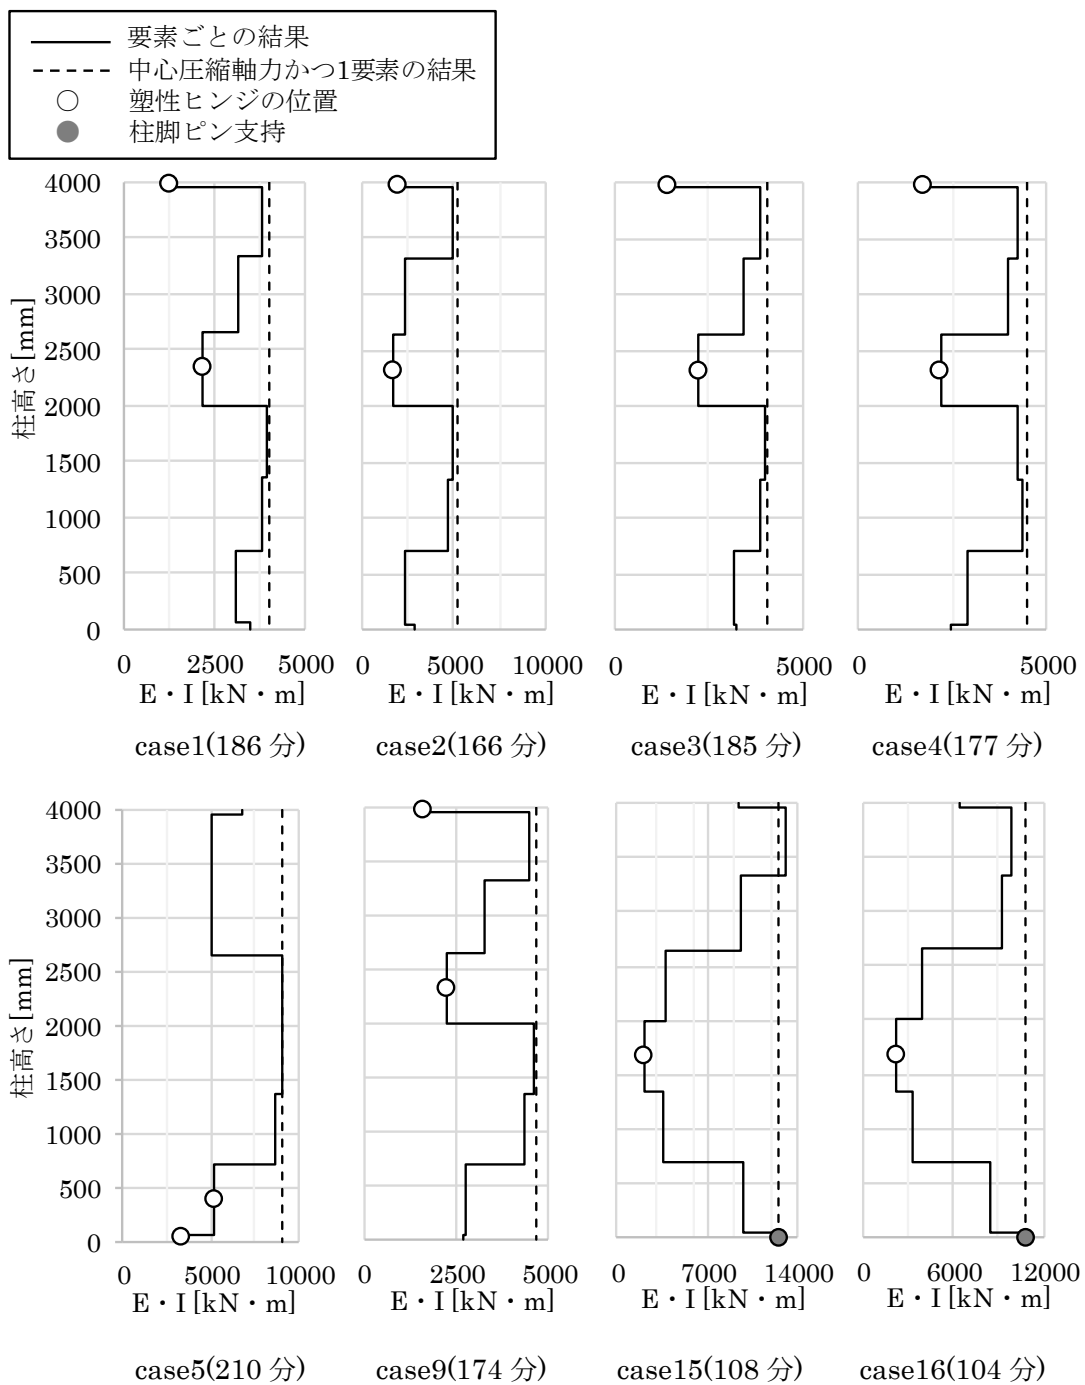 要素ごとの結果
中心圧縮軸力かつ1要素の結果
塑性ヒンジの位置
柱脚ピン支持
柱高さ[mm]
4000
3500
3000
2500
2000
1500
1000
500
0
0 2500 5000
E・I[kN・m]
case1(186 分)
0 5000 10000
E・I[kN・m]
case2(166 分)
0 5000
E・I[kN・m]
case3(185 分)
0 5000
E・I[kN・m]
case4(177 分)
柱高さ[mm]
4000
3500
3000
2500
2000
1500
1000
500
0
0 5000 10000
E・I[kN・m]
case5(210 分)
0 2500 5000
E・I[kN・m]
case9(174 分)
0 7000 14000
E・I[kN・m]
case15(108 分)
0 6000 12000
E・I[kN・m]
case16(104 分)